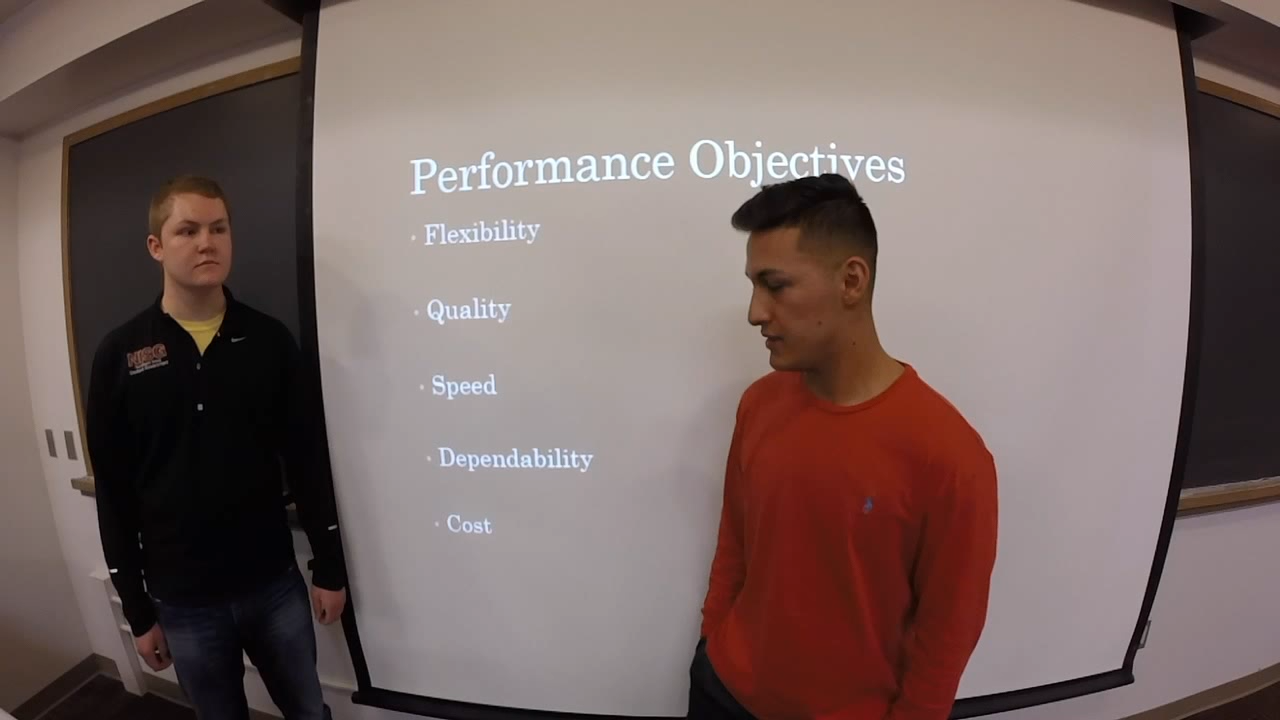 Performance Objectives
• Flexibility
• Quality
• Speed
• Dependability
• Cost